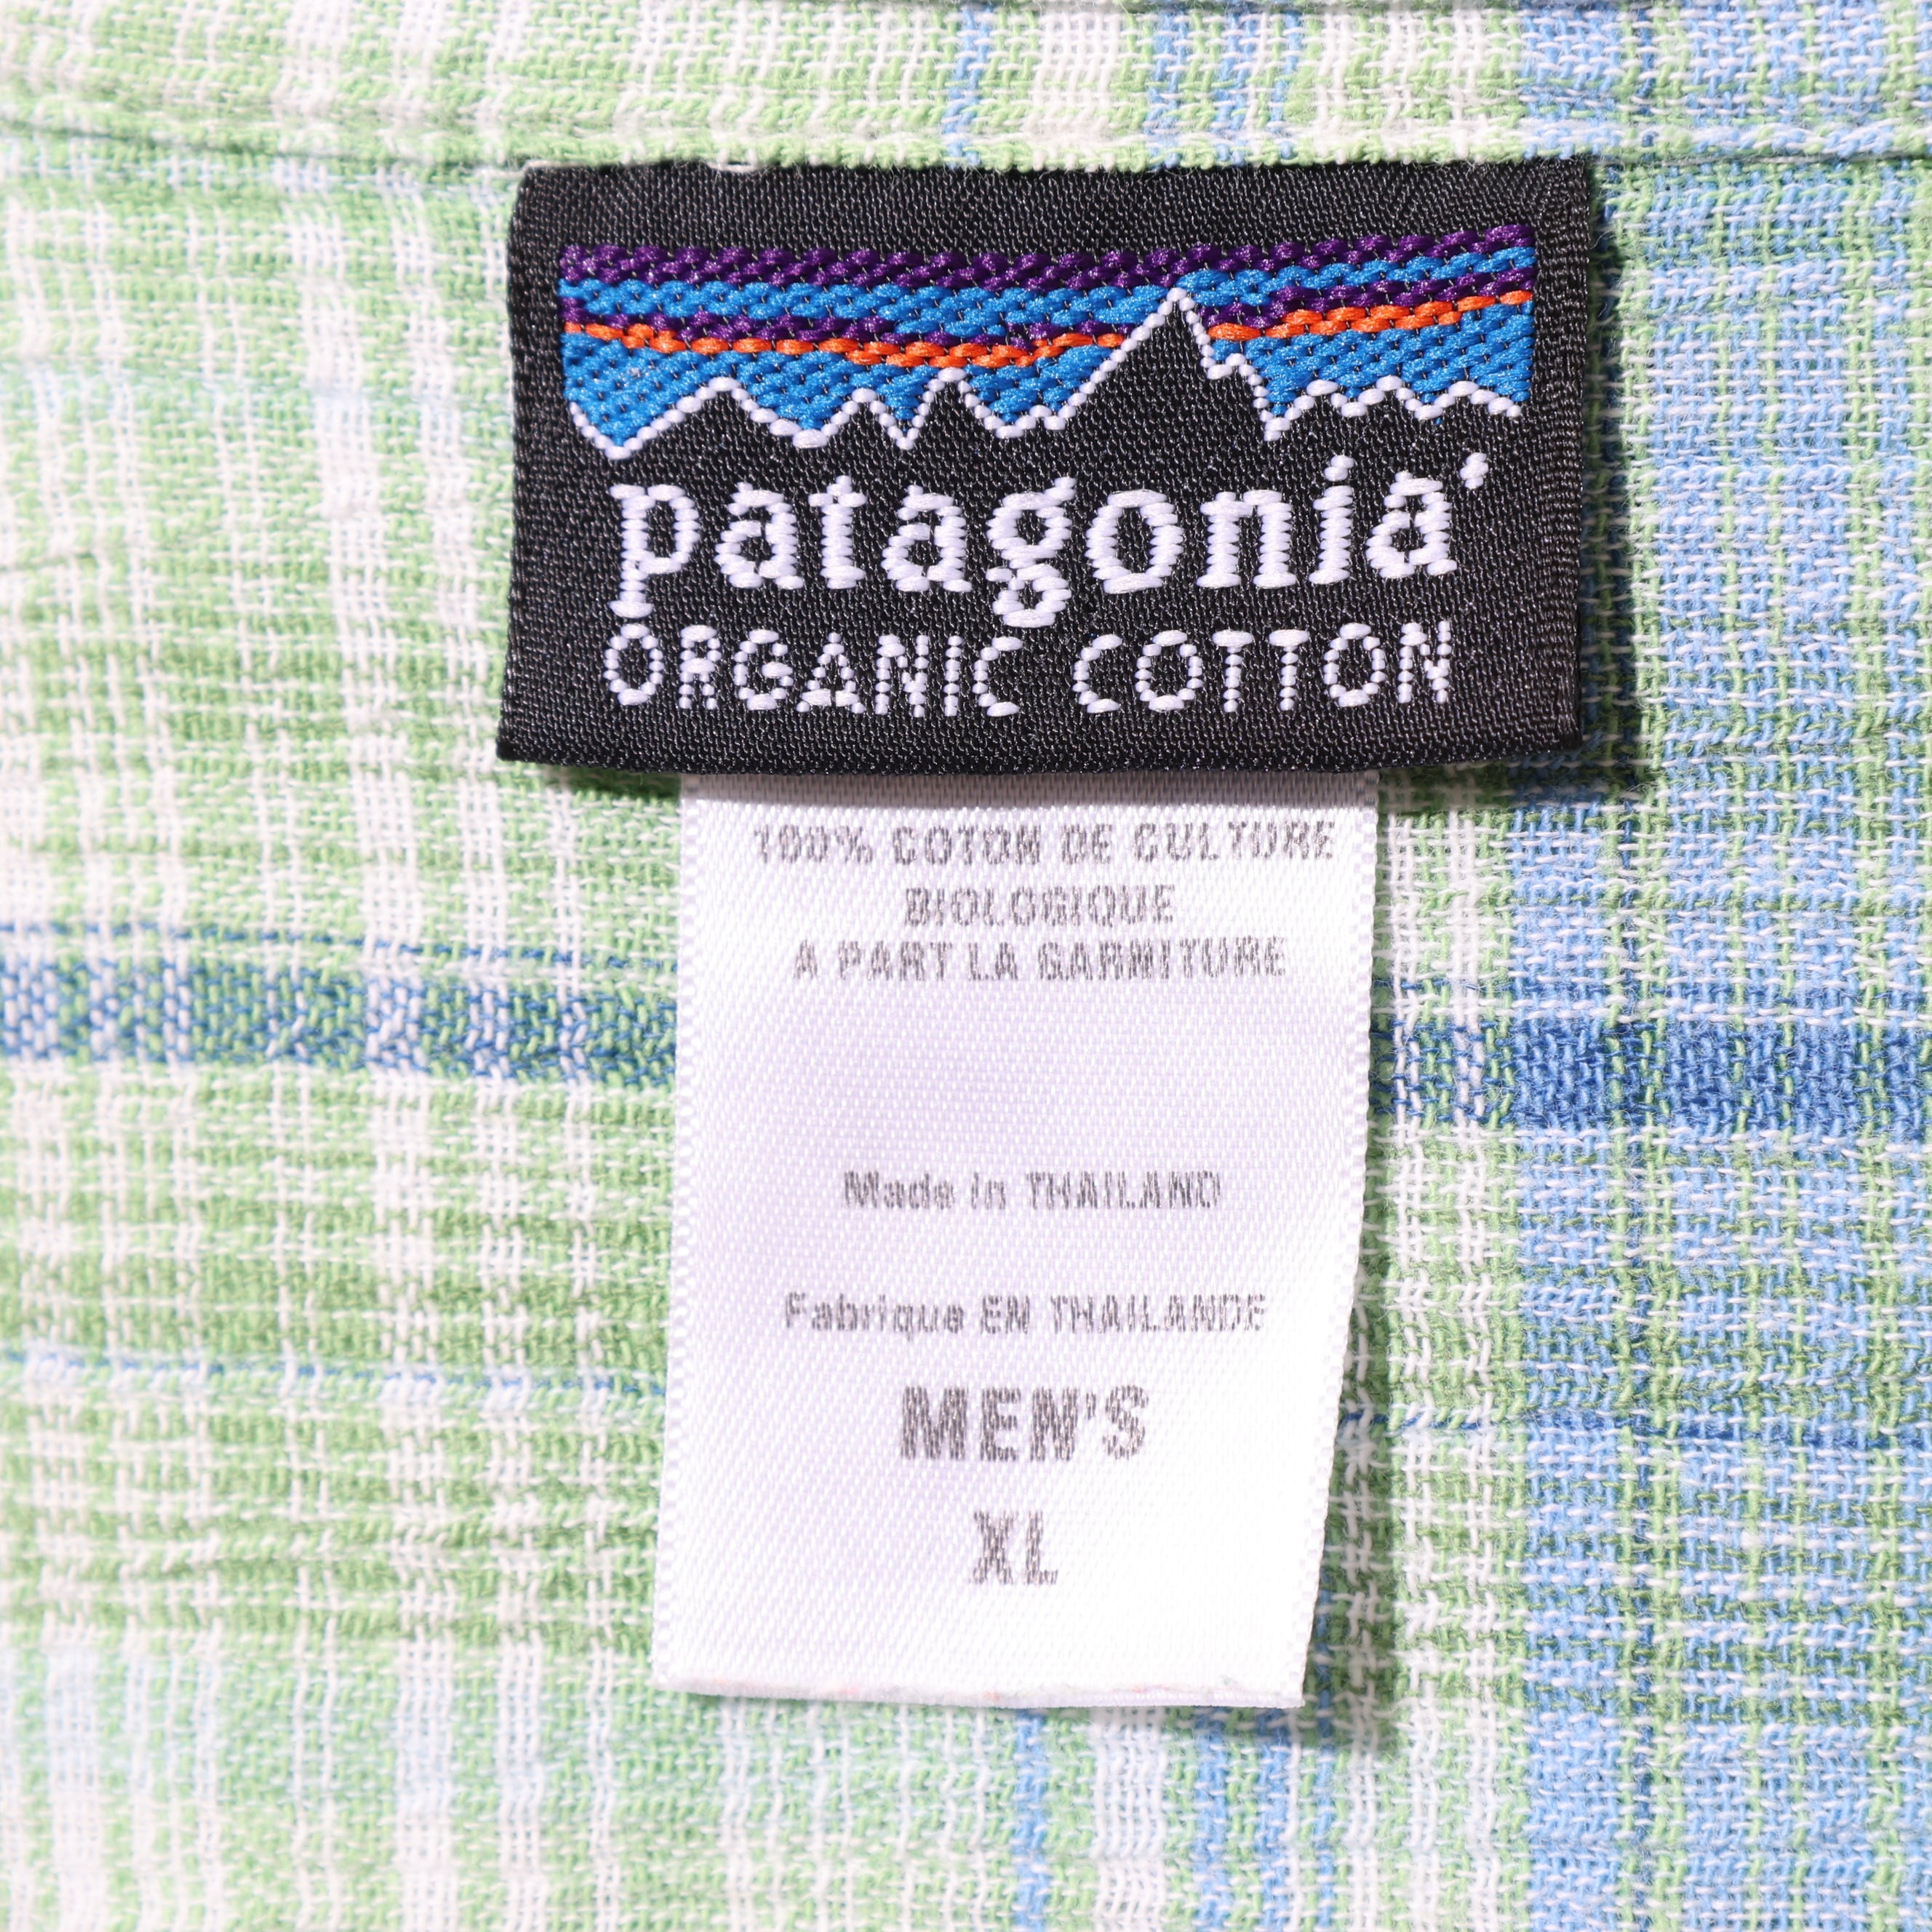 patagonia
ORGANIC COTTON
100% COTON DE CULTURE
BIOLOGIQUE
A PART LA GARNITURE
Made in THAILAND
Fabrique EN THAILANDE
MEN'S
XL